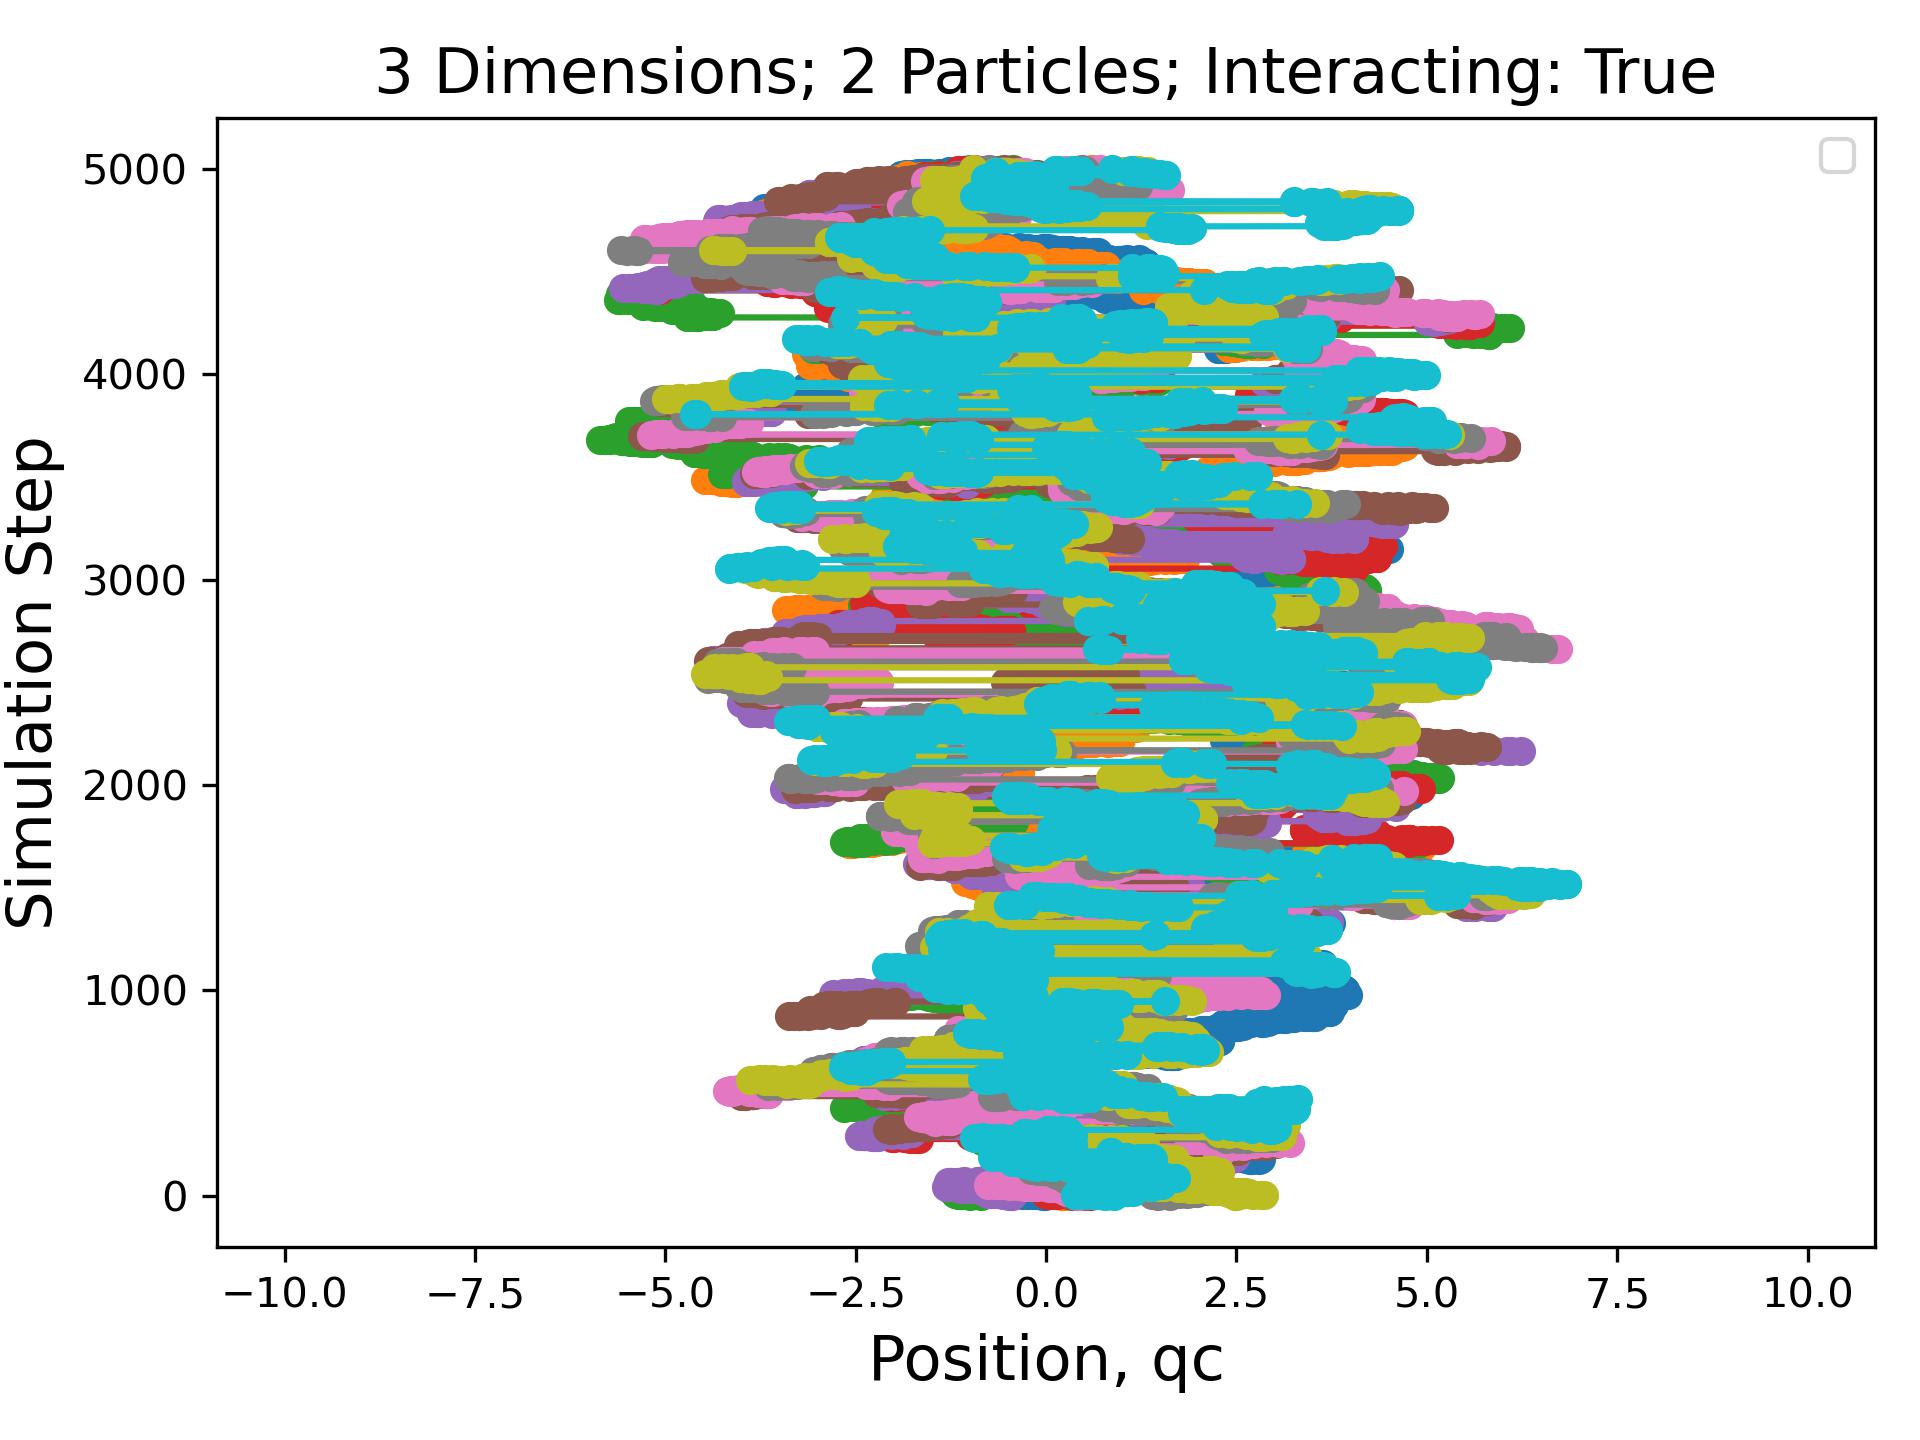 3 Dimensions; 2 Particles; Interacting: True
Simulation Step
5000
4000
3000
2000
1000
0
−10.0 −7.5 −5.0 −2.5 0.0 2.5 5.0 7.5 10.0
Position, qc